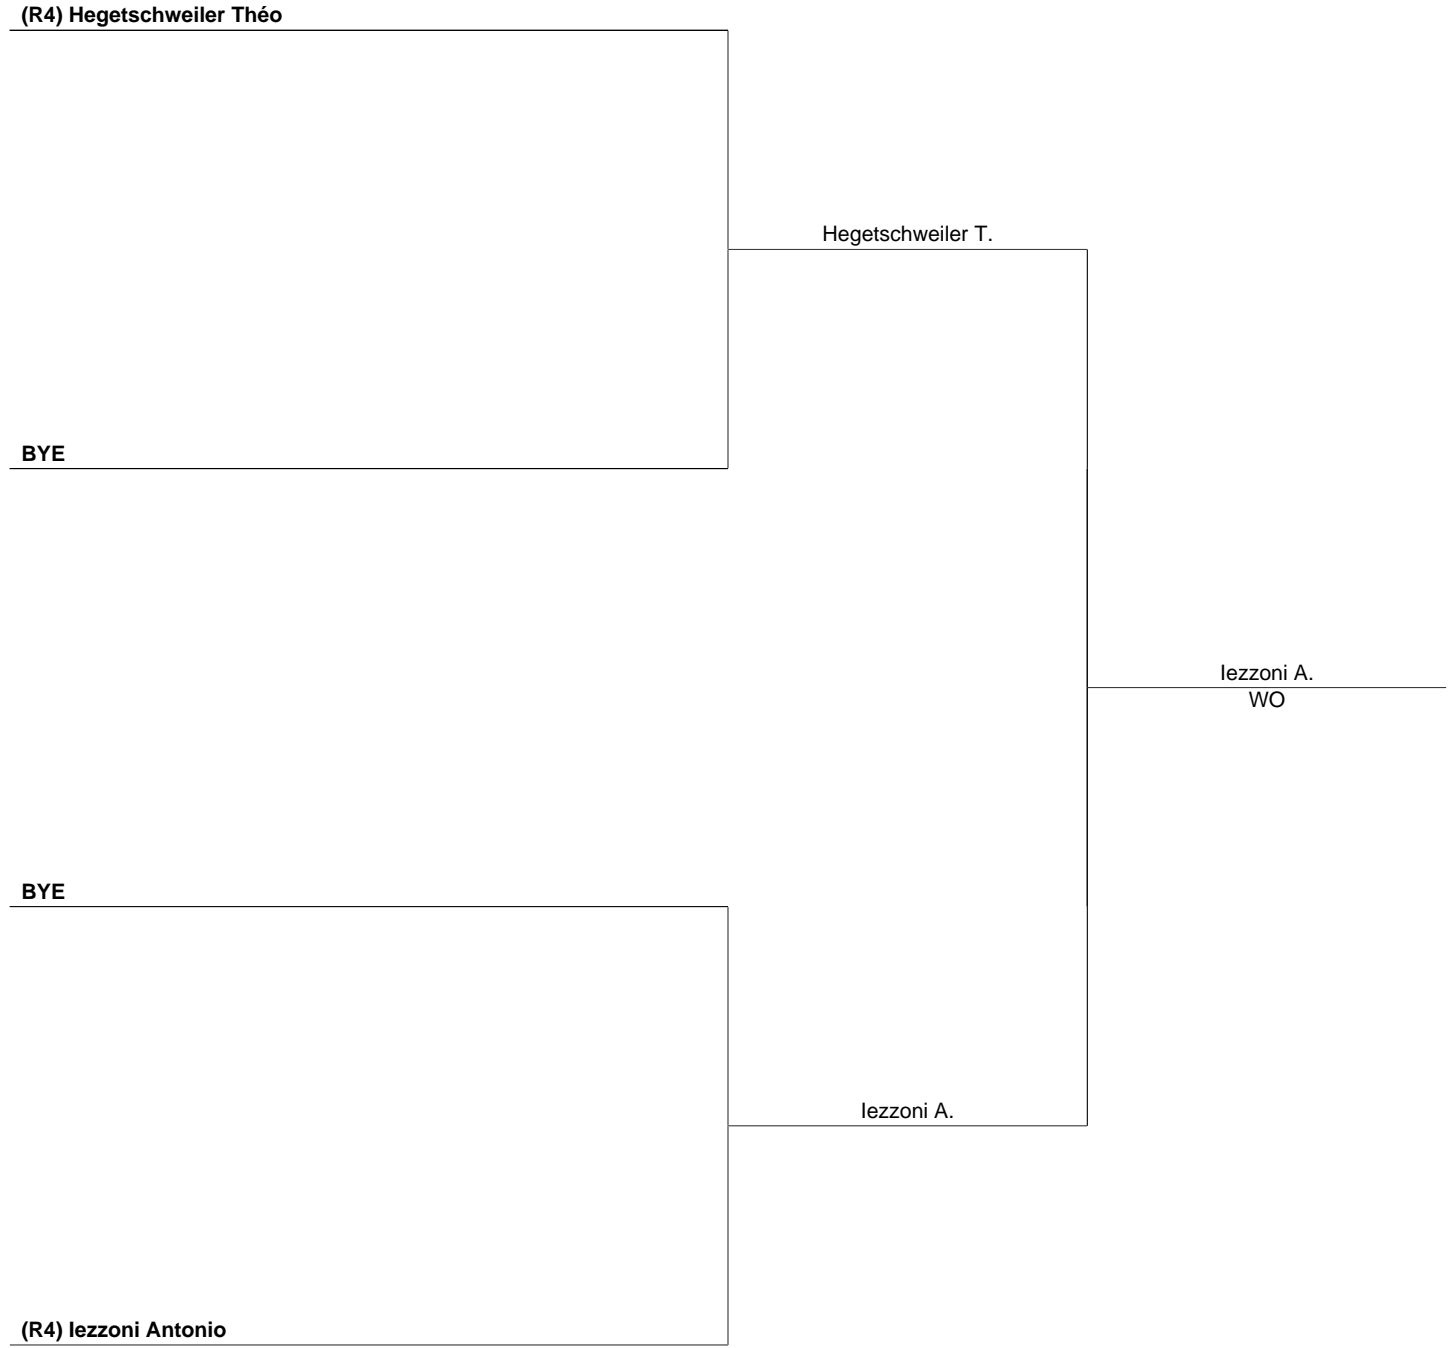 (R4) Hegetschweiler Théo
Hegetschweiler T.
BYE
Iezzoni A.
WO
BYE
Iezzoni A.
(R4) Iezzoni Antonio